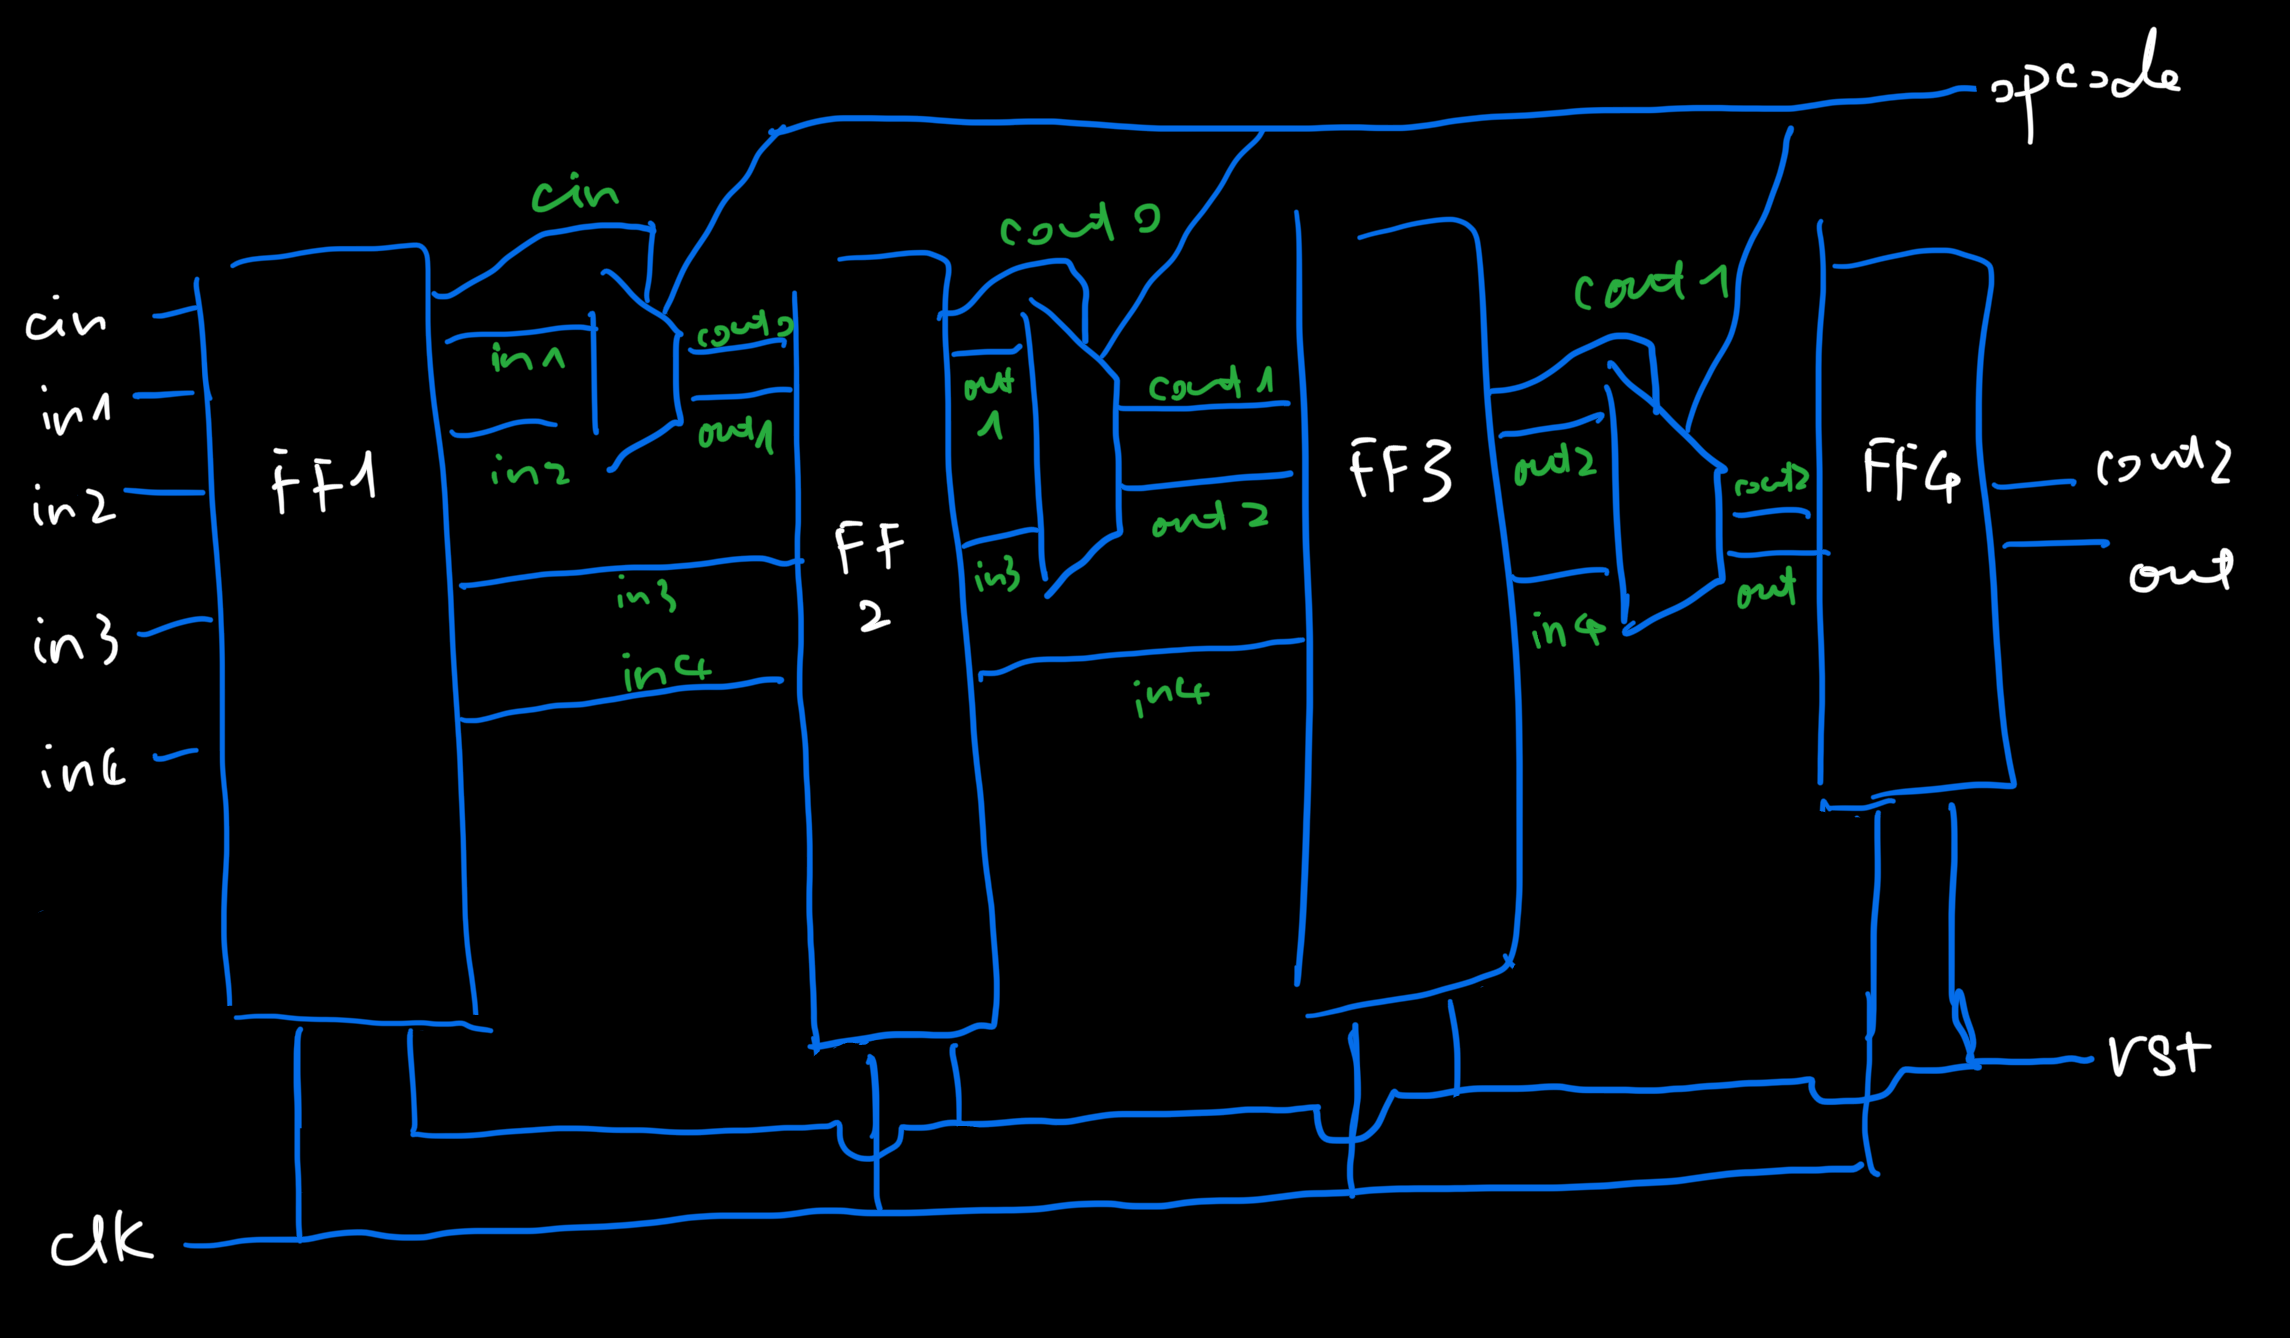 opcode
cin
cout 0
cout 1
cin
in1
in2
in3
in4
FF1
in1
in2
cout0
out1
in3
in4
FF
2
out
1
in3
cout 1
out 2
in4
FF3
out2
in4
cout2
out
FF4
cout2
out
rst
clk